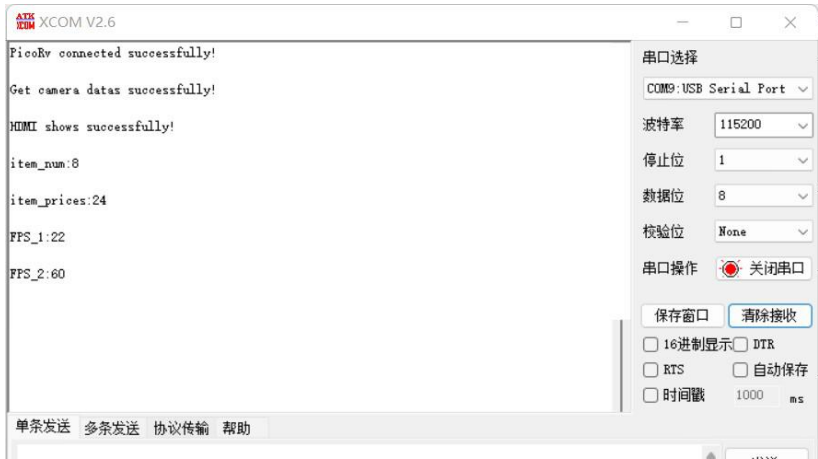 ATK XCOM XCOM V2.6
PicoRv connected successfully!
Get camera datas successfully!
HDMI shows successfully!
item_num:8
item_prices:24
FPS_1:22
FPS_2:60
串口选择
COM9:USB Serial Port
波特率 115200
停止位 1
数据位 8
校验位 None
串口操作 关闭串口
保存窗口 清除接收
16进制显示 DTR
RTS 自动保存
时间戳 1000 ms
单条发送 多条发送 协议传输 帮助